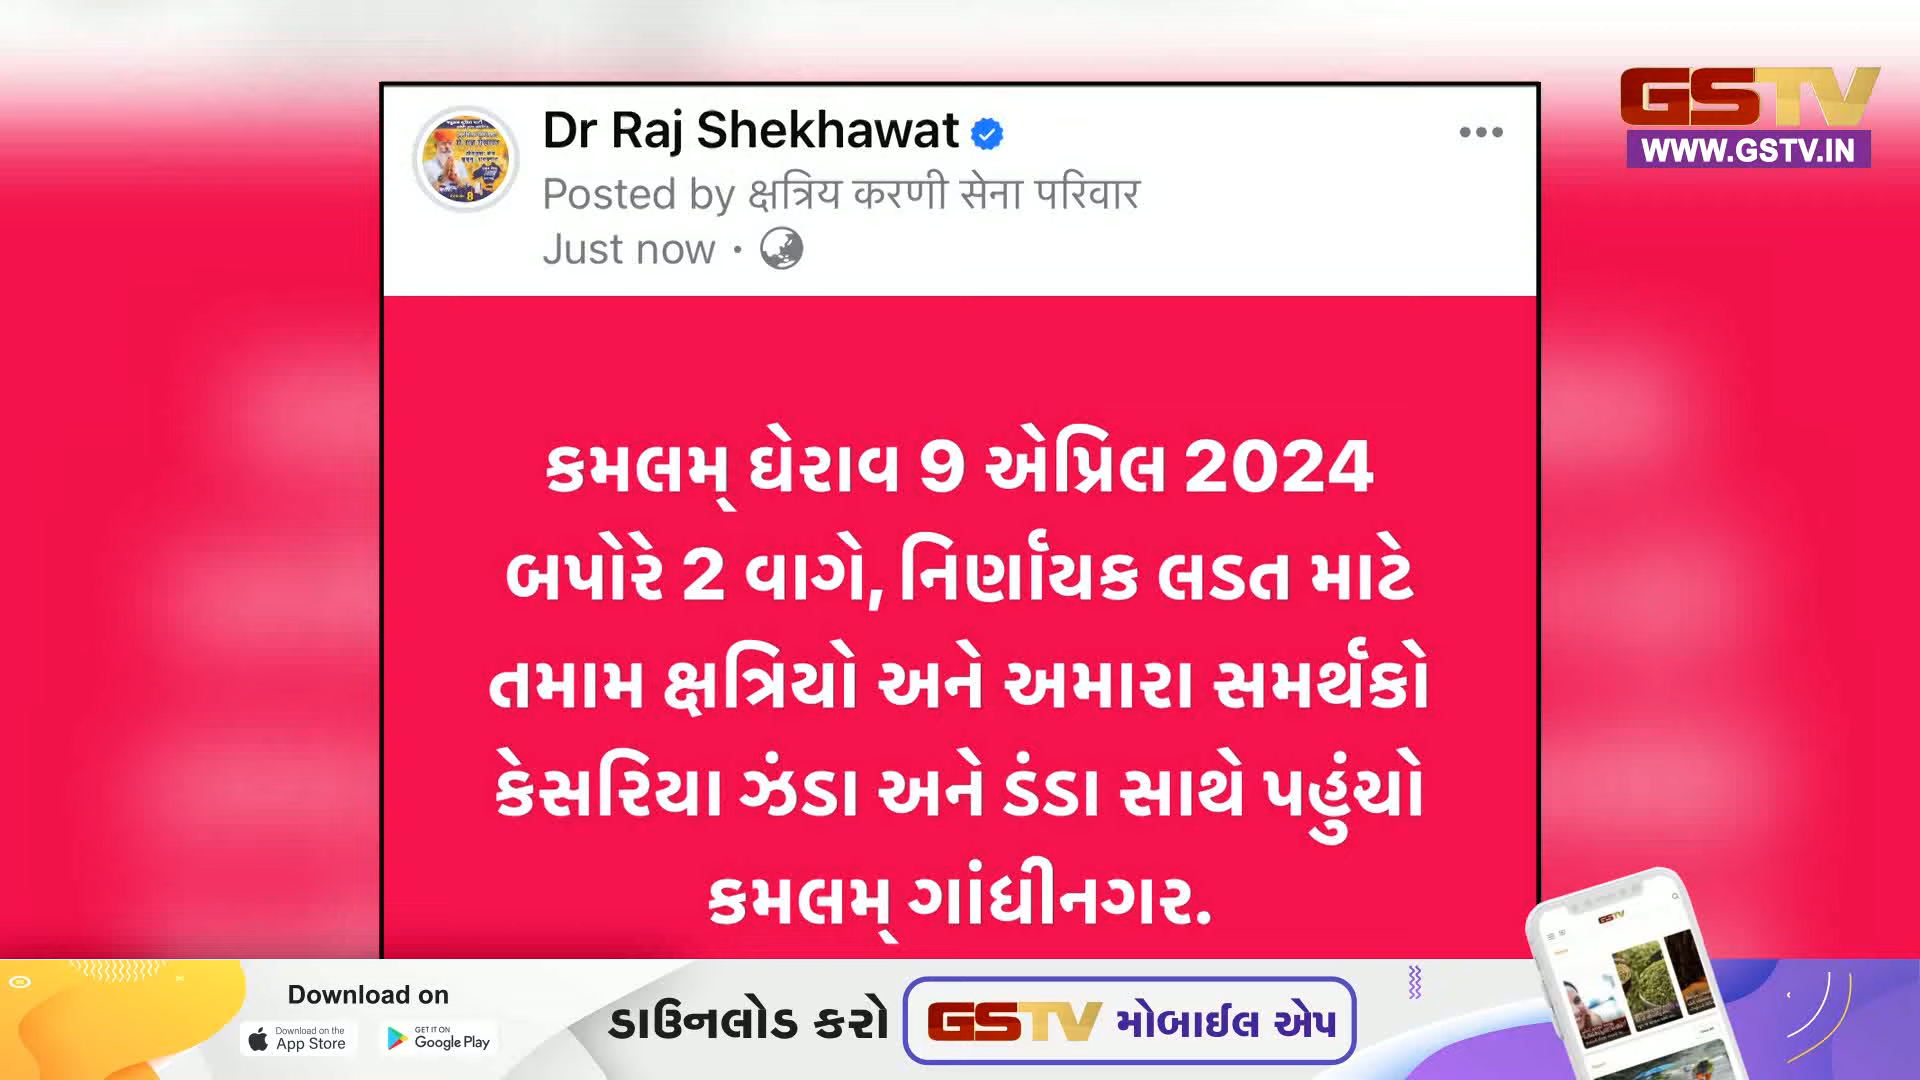 GSTV
WWW.GSTV.IN
Dr Raj Shekhawat
Posted by क्षत्रिय करणी सेना परिवार
Just now ·
કમલમ્ ઘેરાવ 9 એપ્રિલ 2024
બપોરે 2 વાગે, નિર્ણાંયક લડત માટે
તમામ ક્ષત્રિયો અને અમારા સમર્થંકો
કેસરિયા ઝંડા અને ડંડા સાથે પહુંચો
કમલમ્ ગાંધીનગર.
Download on
Download on the
App Store
GET IT ON
Google Play
ડાઉનલોડ કરો GSTV મોબાઈલ એપ
GSTV